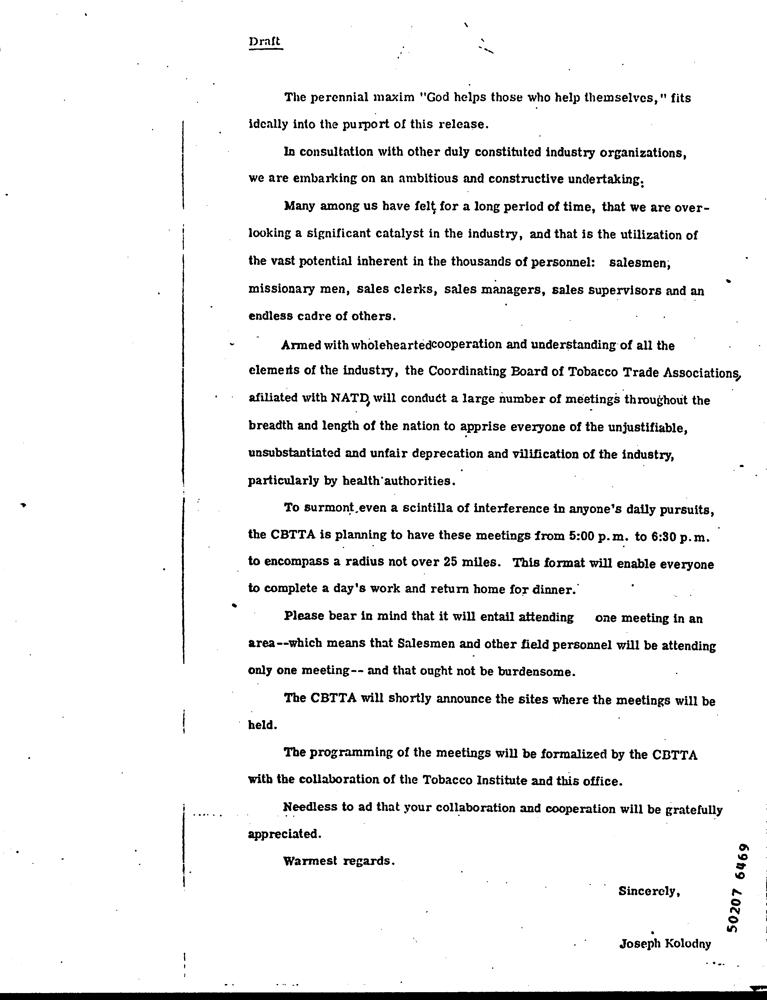 Draft
The perennial maxim "God helps those who help themselves," fits
ideally into the purport of this release.
In consultation with other duly constituted industry organizations,
we are embarking on an ambitious and constructive undertaking.
Many among us have felt for a long period of time, that we are over-
looking a significant catalyst in the industry, and that is the utilization of
the vast potential inherent in the thousands of personnel: salesmen,
missionary men, sales clerks, sales managers, sales supervisors and an
endless cadre of others.
Armed with wholeheartedcooperation and understanding of all the
elements of the industry, the Coordinating Board of Tobacco Trade Associations,
afiliated with NATD, will conduct a large number of meetings throughout the
breadth and length of the nation to apprise everyone of the unjustifiable,
unsubstantiated and unfair deprecation and vilification of the industry,
particularly by health authorities.
To surmont even a scintilla of interference in anyone's daily pursuits,
the CBTTA is planning to have these meetings from 5:00 p.m. to 6:30 p.m.
to encompass a radius not over 25 miles. This format will enable everyone
to complete a day's work and return home for dinner.
Please bear in mind that it will entail attending one meeting in an
area--which means that Salesmen and other field personnel will be attending
only one meeting-- and that ought not be burdensome.
The CBTTA will shortly announce the sites where the meetings will be
held.
The programming of the meetings will be formalized by the CBTTA
with the collaboration of the Tobacco Institute and this office.
Needless to ad that your collaboration and cooperation will be gratefully
appreciated.
Warmest regards.
Sincerely,
Joseph Kolodny
50207 6469